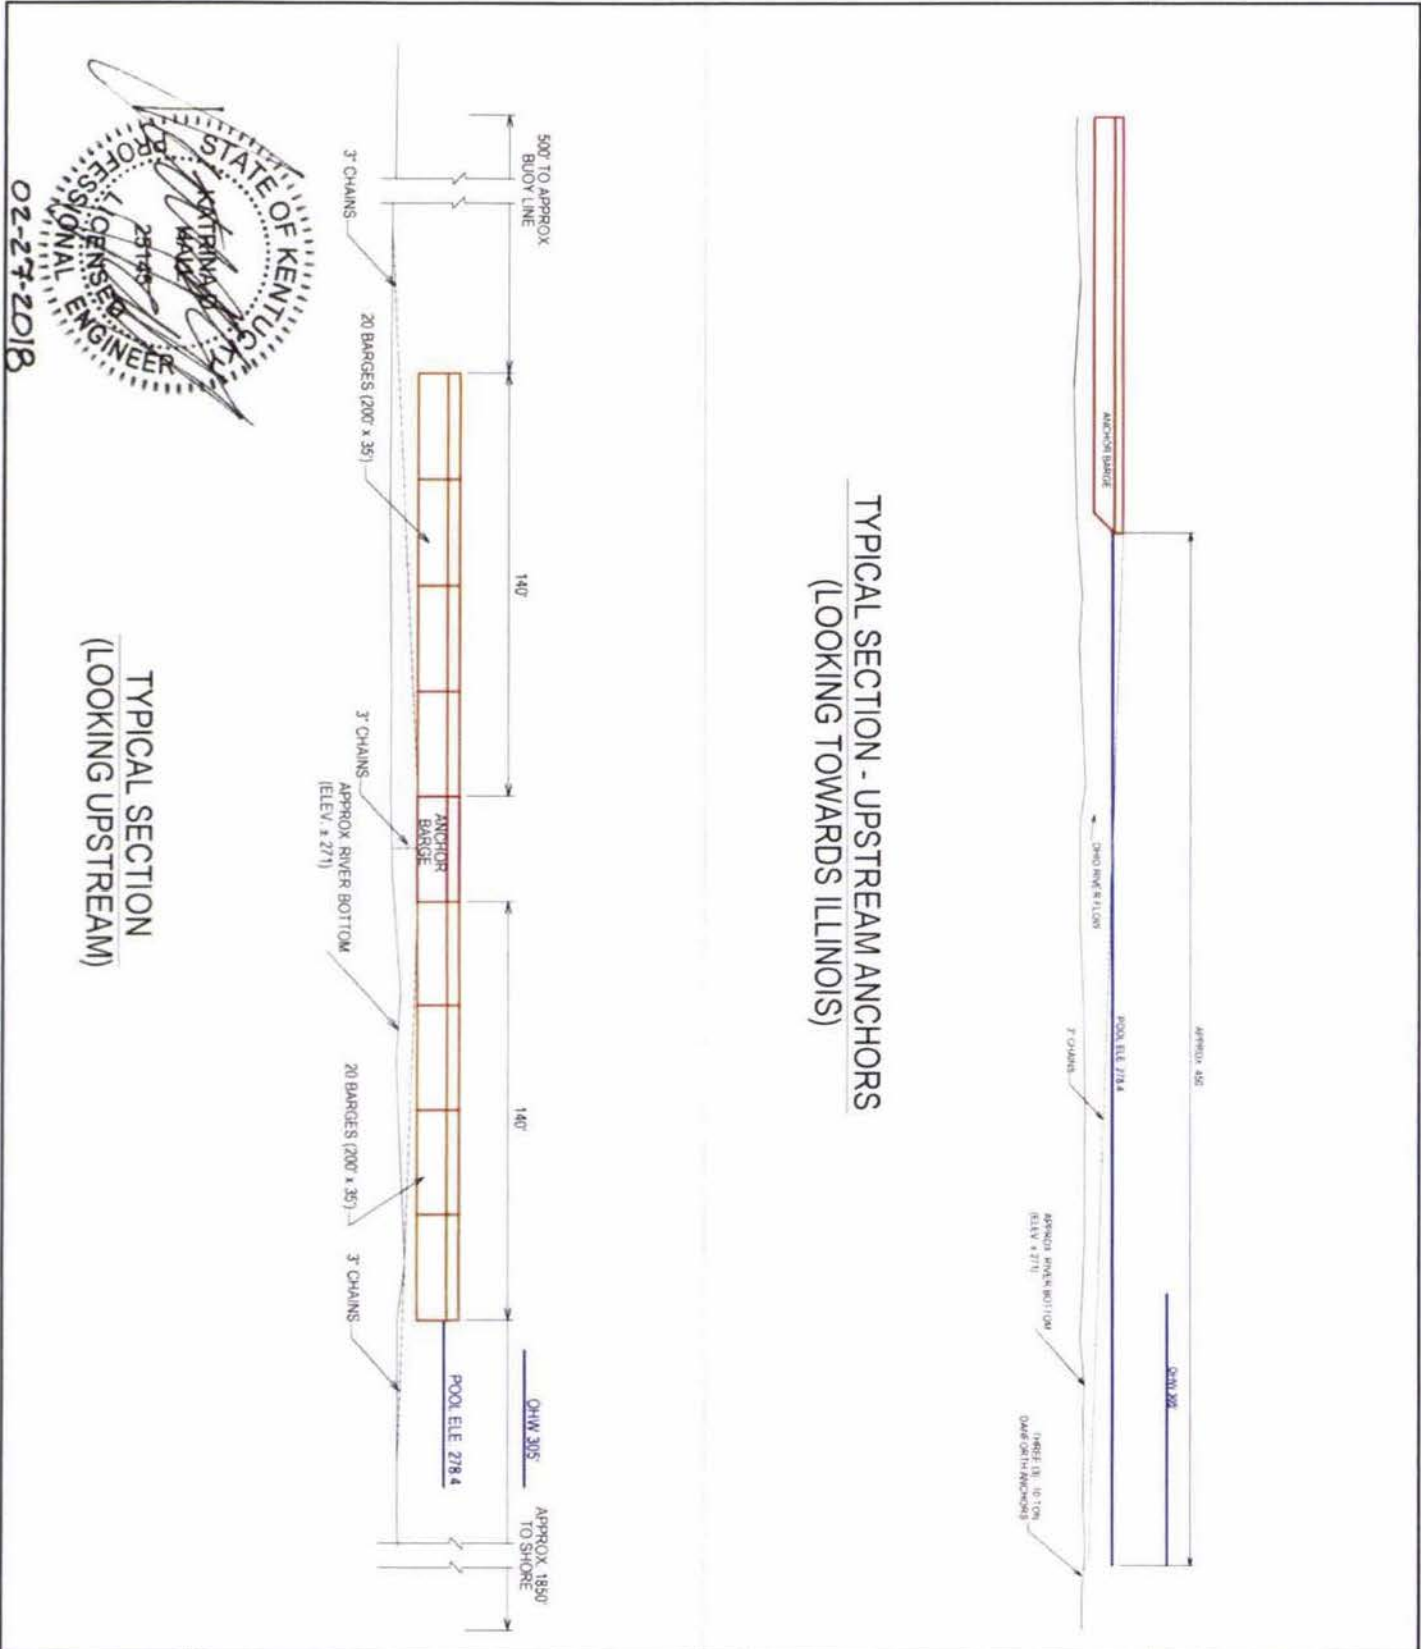 APPROX. 450'
OHW 305'
POOL ELE 278.4
ANCHOR BARGE
OHIO RIVER FLOW
3" CHAINS
APPROX RIVER BOTTOM
(ELEV. ± 271)
THREE (3), 10 TON
DANFORTH ANCHORS
TYPICAL SECTION - UPSTREAM ANCHORS
(LOOKING TOWARDS ILLINOIS)
500' TO APPROX
BUOY LINE
140'
140'
OHW 305'
APPROX. 1850'
TO SHORE
POOL ELE 278.4
ANCHOR
BARGE
3" CHAINS
20 BARGES (200' x 35')
3" CHAINS
APPROX RIVER BOTTOM
(ELEV. ± 271)
20 BARGES (200' x 35')
3" CHAINS
TYPICAL SECTION
(LOOKING UPSTREAM)
STATE OF KENTUCKY
KATRINA
LICENSED
PROFESSIONAL ENGINEER
02-27-2018